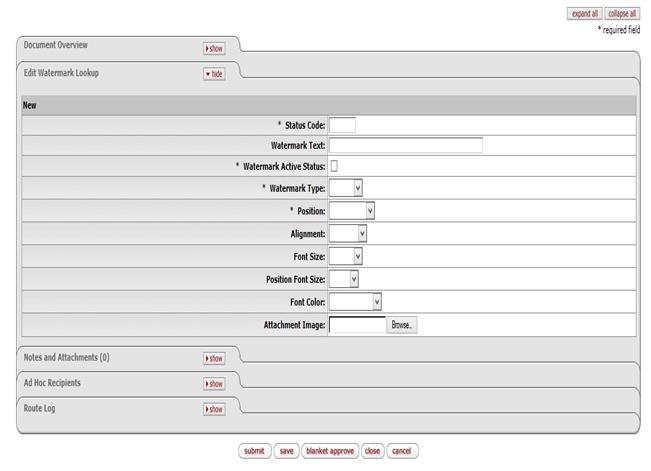 expand all collapse all
* required field
Document Overview show
Edit Watermark Lookup hide
New
* Status Code:
Watermark Text:
* Watermark Active Status:
* Watermark Type:
* Position:
Alignment:
Font Size:
Position Font Size:
Font Color:
Attachment Image: Browse..
Notes and Attachments (0) show
Ad Hoc Recipients show
Route Log show
submit save blanket approve close cancel